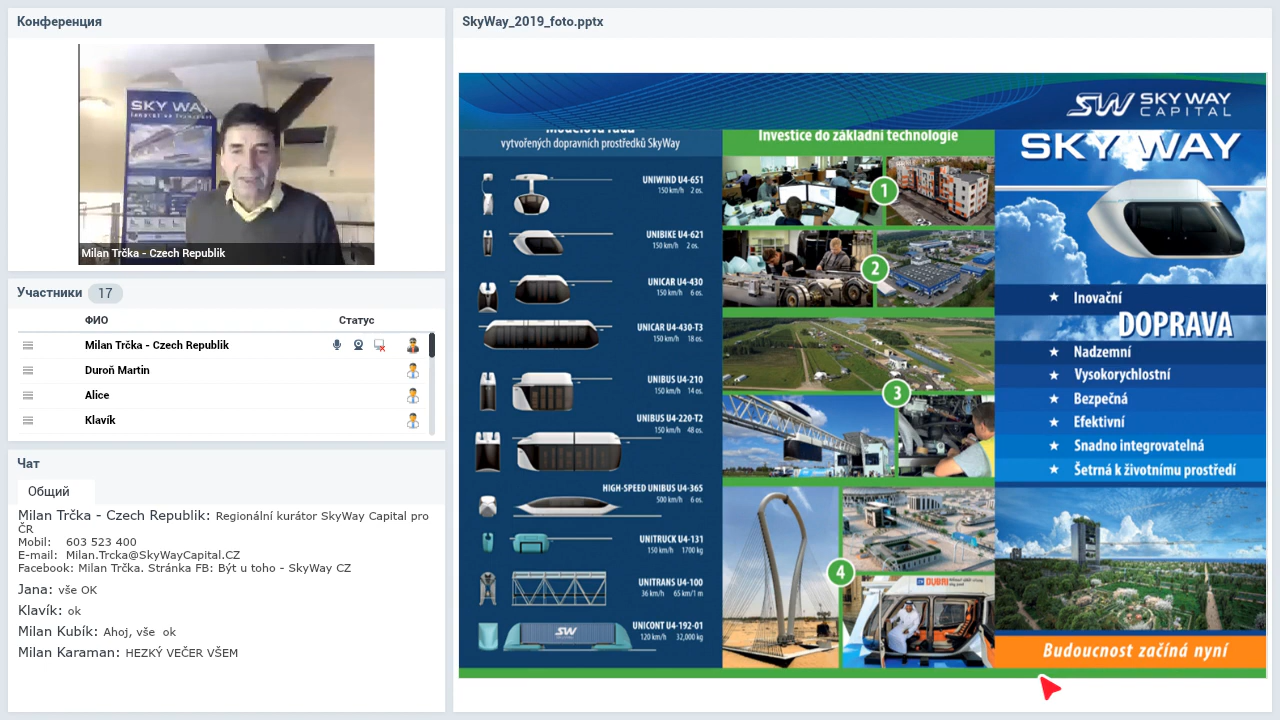 Конференция
SKY WAY
Milan Trčka - Czech Republik
Участники 17
ФИО Статус
Milan Trčka - Czech Republik
Duroň Martin
Alice
Klavík
Чат
Общий
Milan Trčka - Czech Republik: Regionální kurátor SkyWay Capital pro
ČR
Mobil: 603 523 400
E-mail: Milan.Trcka@SkyWayCapital.CZ
Facebook: Milan Trčka. Stránka FB: Být u toho - SkyWay CZ
Jana: vše OK
Klavík: ok
Milan Kubík: Ahoj, vše ok
Milan Karaman: HEZKÝ VEČER VŠEM
SkyWay_2019_foto.pptx
SW SKY WAY
CAPITAL
Modelová řada
vytvořených dopravních prostředků SkyWay
UNIWIND U4-651
150 km/h 2 os.
UNIBIKE U4-621
150 km/h 2 os.
UNICAR U4-430
150 km/h 6 os.
UNICAR U4-430-T3
150 km/h 18 os.
UNIBUS U4-210
150 km/h 14 os.
UNIBUS U4-220-T2
150 km/h 48 os.
HIGH-SPEED UNIBUS U4-365
500 km/h 6 os.
UNITRUCK U4-131
150 km/h 1700 kg
UNITRANS U4-100
36 km/h 65 km/1 m
UNICONT U4-192-01
120 km/h 32,000 kg
SW
Investice do základní technologie
1
2
3
4
DUBAI
SKY WAY
Inovační
DOPRAVA
Nadzemní
Vysokorychlostní
Bezpečná
Efektivní
Snadno integrovatelná
Šetrná k životnímu prostředí
Budoucnost začíná nyní